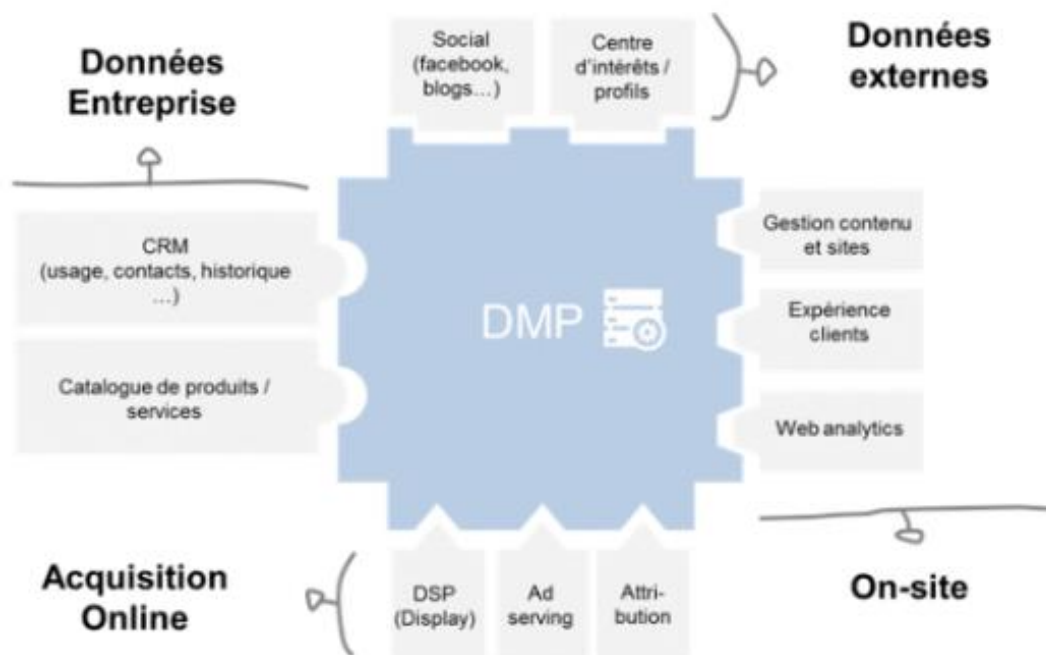 Données
Entreprise
Social
(facebook,
blogs…)
Centre
d'intérêts /
profils
Données
externes
CRM
(usage, contacts, historique
…)
Catalogue de produits /
services
DMP
Gestion contenu
et sites
Expérience
clients
Web analytics
Acquisition
Online
DSP
(Display)
Ad
serving
Attri-
bution
On-site